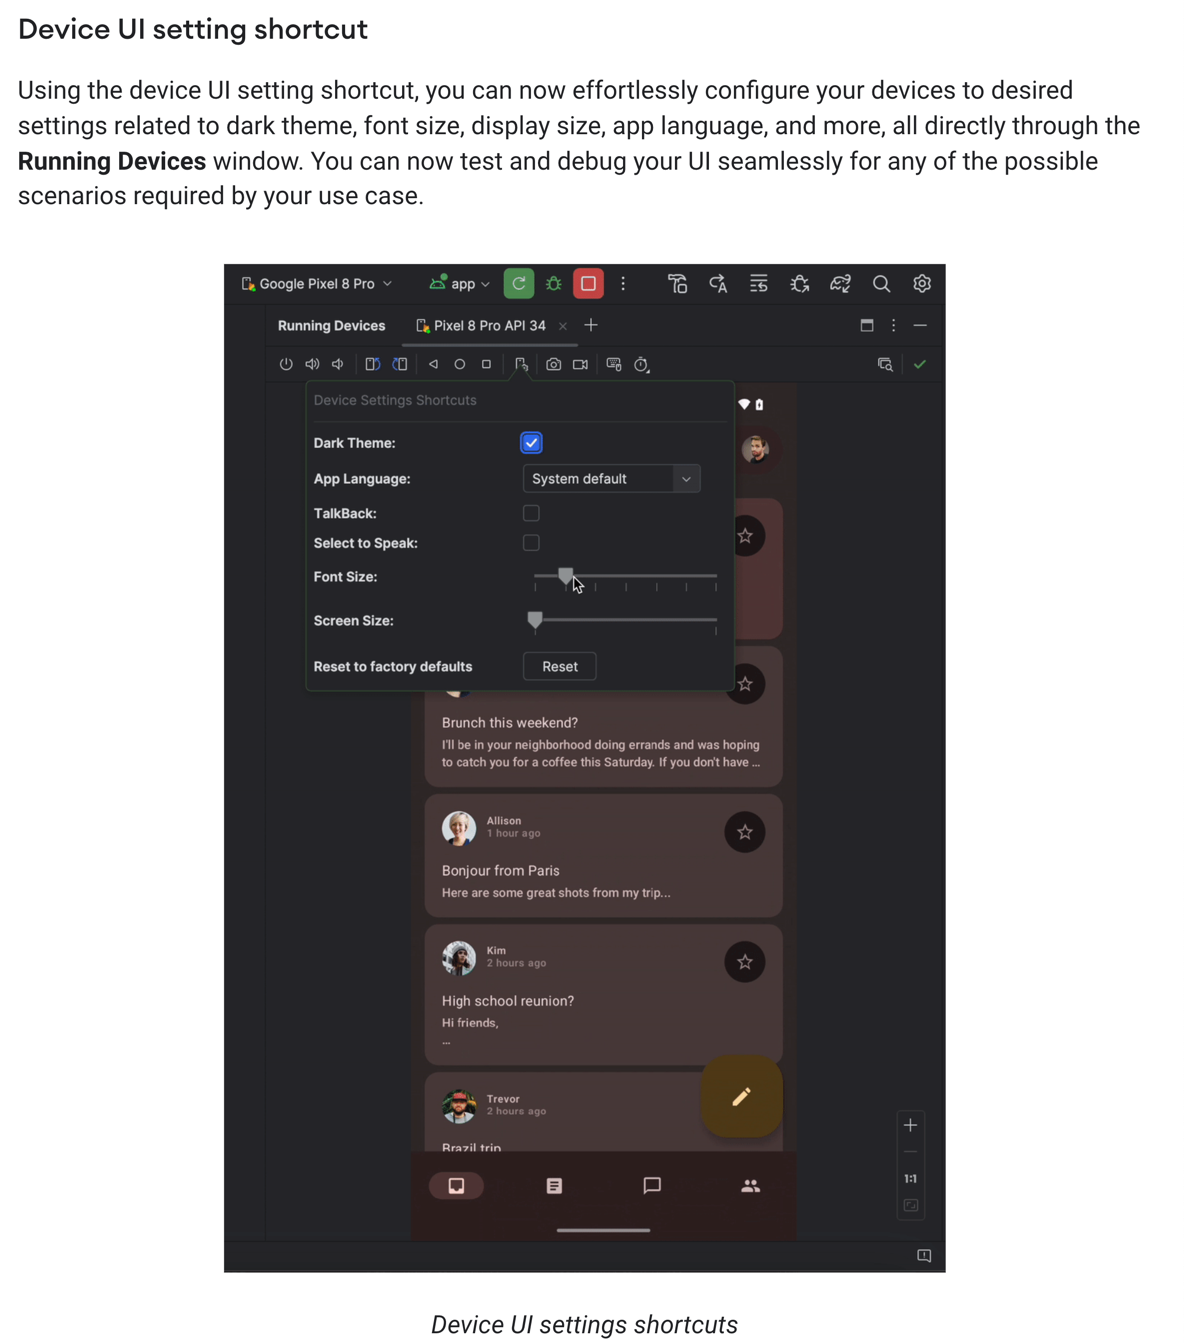 Device UI setting shortcut
Using the device UI setting shortcut, you can now effortlessly configure your devices to desired
settings related to dark theme, font size, display size, app language, and more, all directly through the
Running Devices window. You can now test and debug your UI seamlessly for any of the possible
scenarios required by your use case.
Google Pixel 8 Pro
app
Running Devices
Pixel 8 Pro API 34
Device Settings Shortcuts
Dark Theme:
App Language:
System default
TalkBack:
Select to Speak:
Font Size:
Screen Size:
Reset to factory defaults
Reset
Brunch this weekend?
I'll be in your neighborhood doing errands and was hoping
to catch you for a coffee this Saturday. If you don't have ...
Allison
1 hour ago
Bonjour from Paris
Here are some great shots from my trip...
Kim
2 hours ago
High school reunion?
Hi friends,
...
Trevor
2 hours ago
Brazil trip
1:1
Device UI settings shortcuts